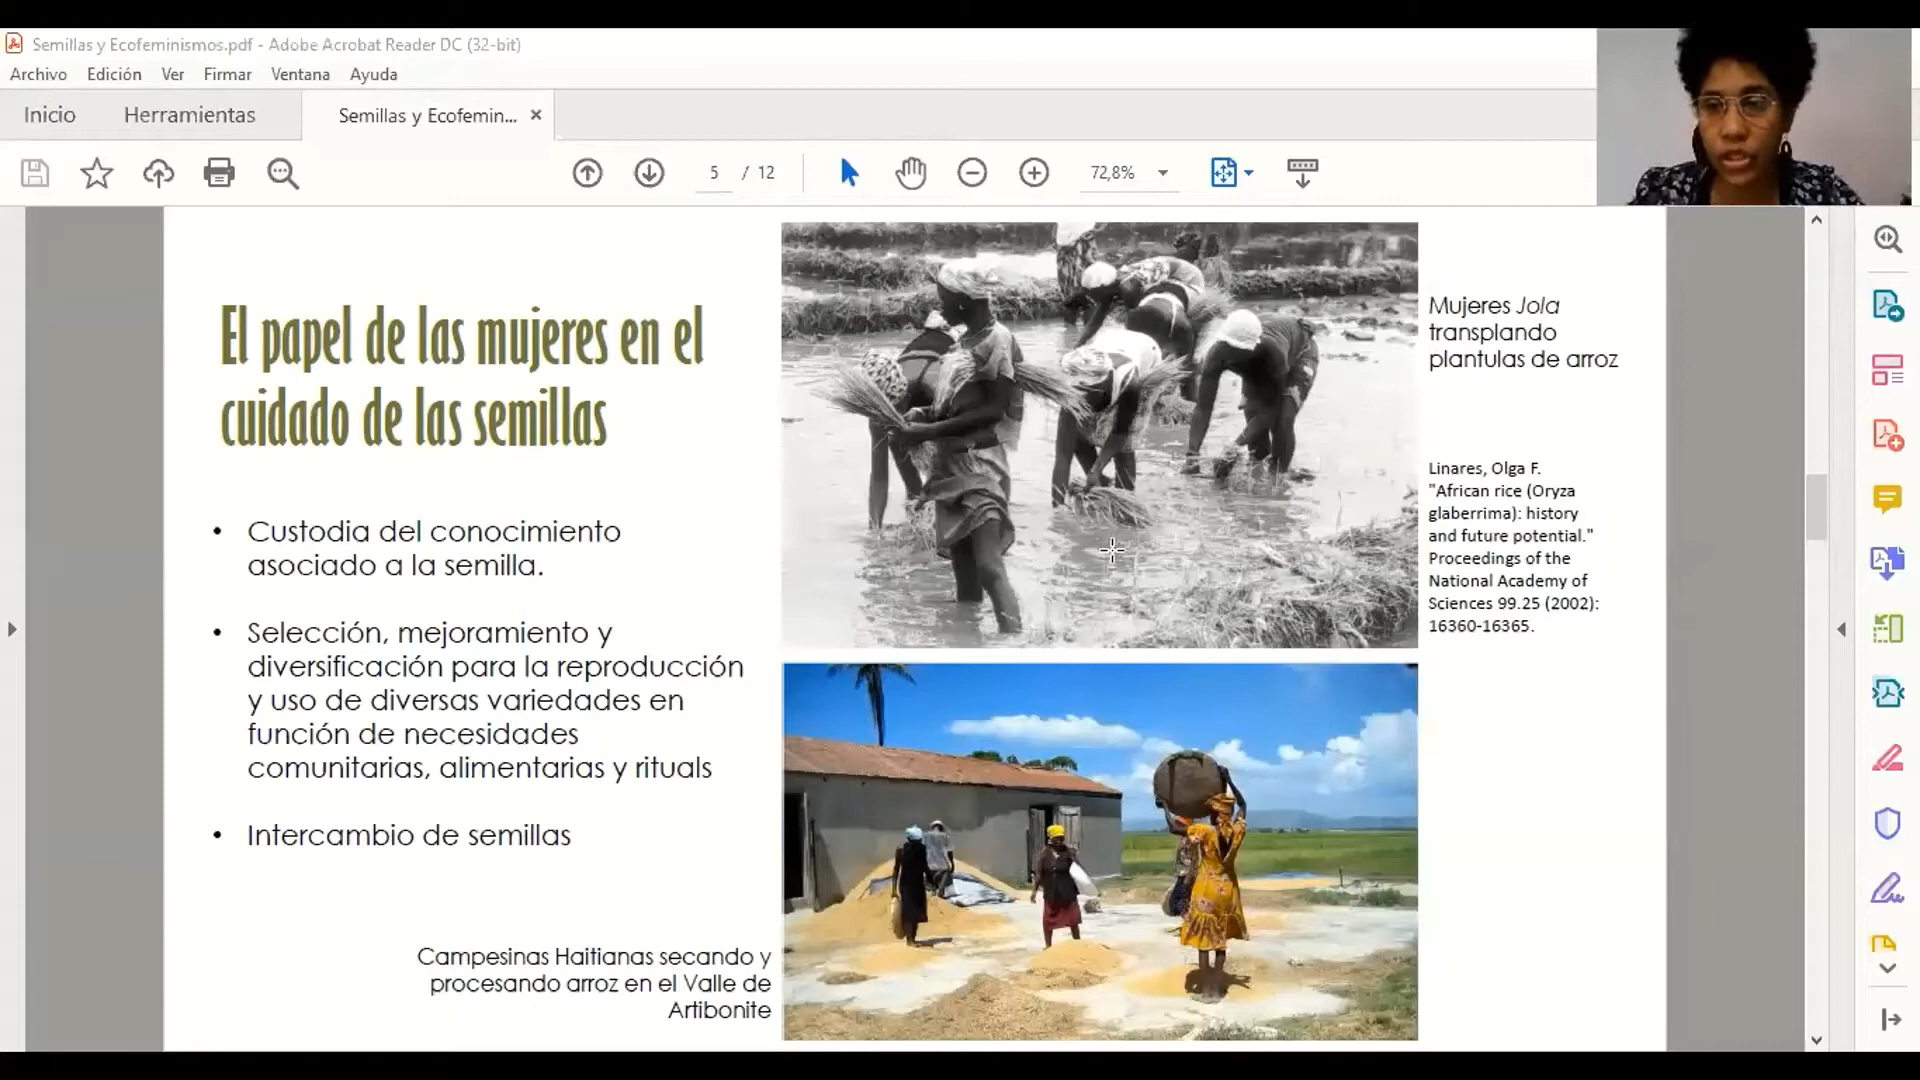 Semillas y Ecofeminismos.pdf - Adobe Acrobat Reader DC (32-bit)
Archivo Edición Ver Firmar Ventana Ayuda
Inicio Herramientas Semillas y Ecofemin... ×
5 / 12 72,8%
El papel de las mujeres en el
cuidado de las semillas
• Custodia del conocimiento
asociado a la semilla.
• Selección, mejoramiento y
diversificación para la reproducción
y uso de diversas variedades en
función de necesidades
comunitarias, alimentarias y rituals
• Intercambio de semillas
Mujeres Jola
transplando
plantulas de arroz
Linares, Olga F.
"African rice (Oryza
glaberrima): history
and future potential."
Proceedings of the
National Academy of
Sciences 99.25 (2002):
16360-16365.
Campesinas Haitianas secando y
procesando arroz en el Valle de
Artibonite